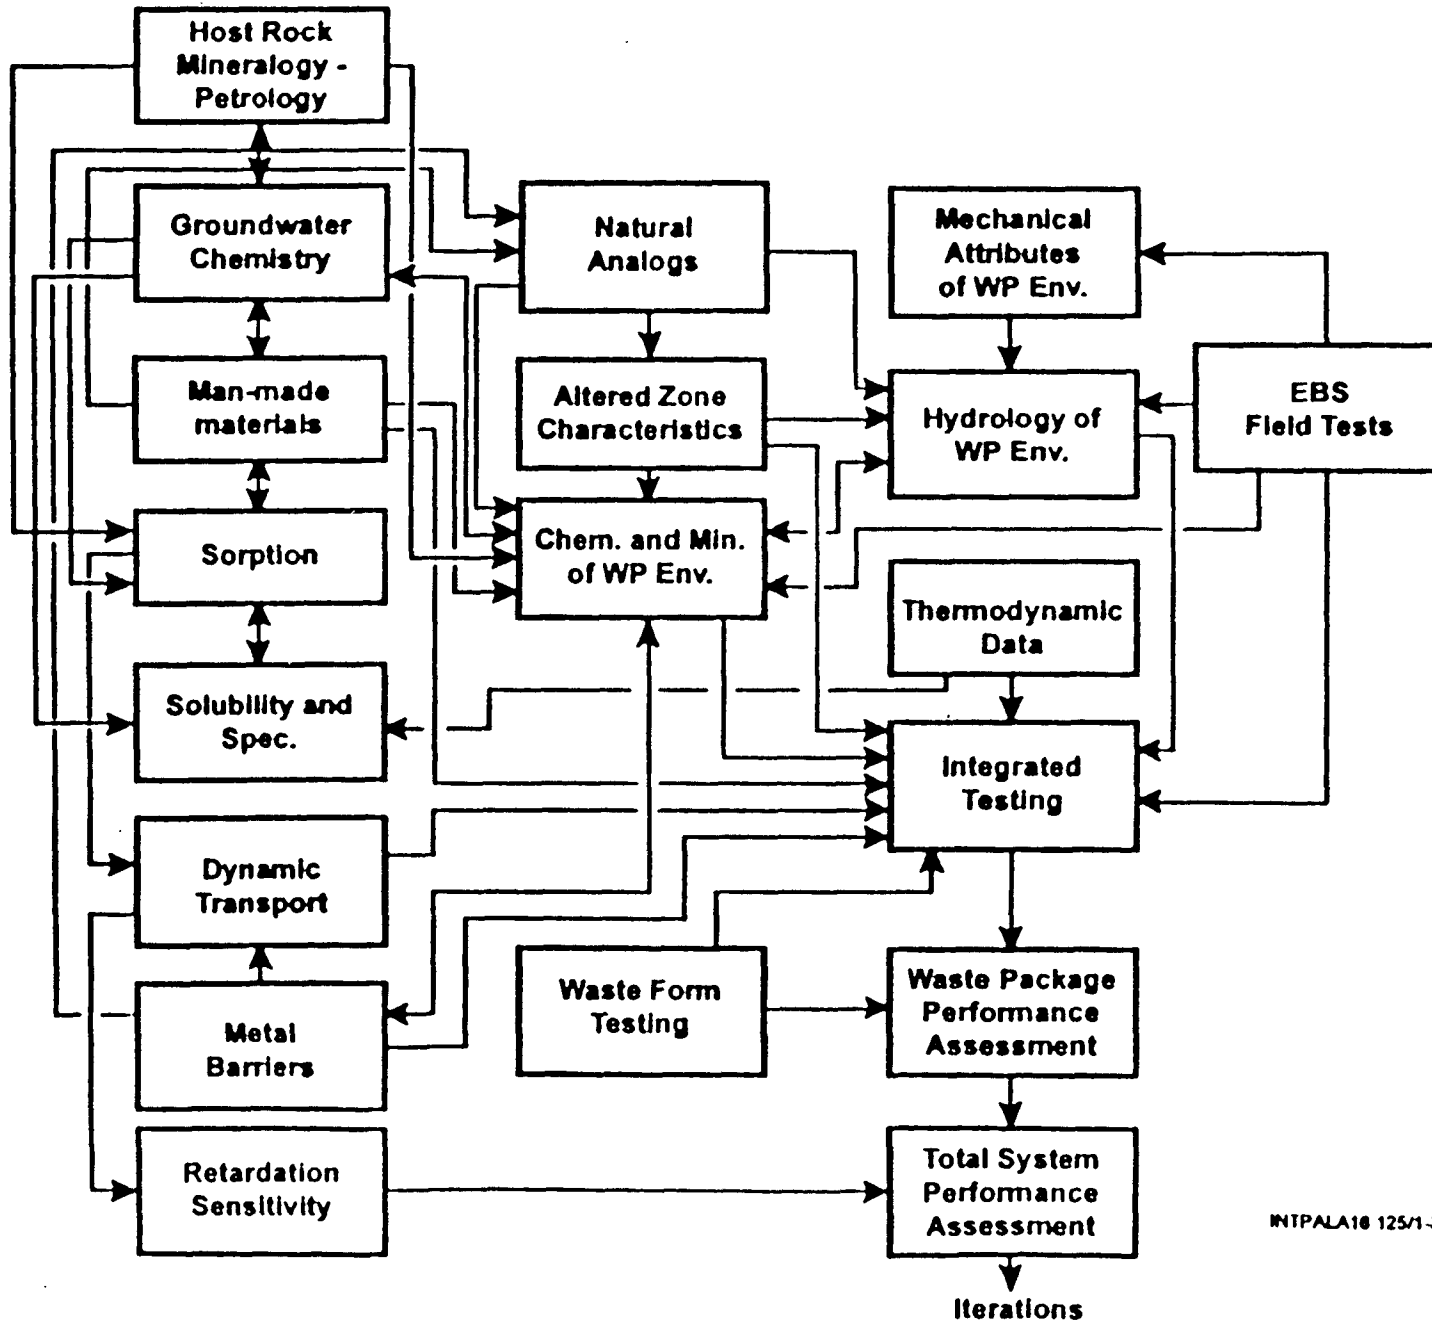 Host Rock
Mineralogy -
Petrology
Groundwater
Chemistry
Man-made
materials
Sorption
Solubility and
Spec.
Dynamic
Transport
Metal
Barriers
Retardation
Sensitivity
Natural
Analogs
Altered Zone
Characteristics
Chem. and Min.
of WP Env.
Waste Form
Testing
Mechanical
Attributes
of WP Env.
Hydrology of
WP Env.
Thermodynamic
Data
Integrated
Testing
Waste Package
Performance
Assessment
Total System
Performance
Assessment
Iterations
EBS
Field Tests
INTPALA16 125/1-